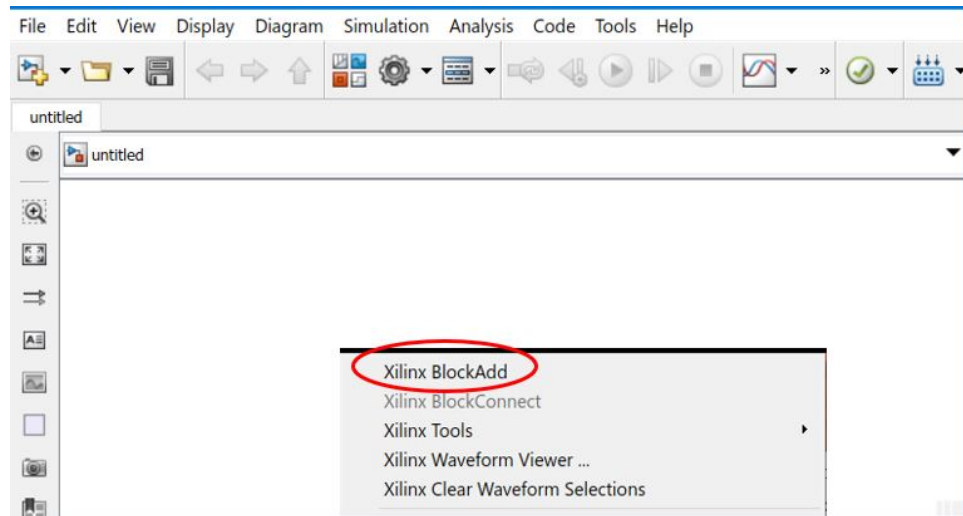 File Edit View Display Diagram Simulation Analysis Code Tools Help
»
untitled
untitled
Xilinx BlockAdd
Xilinx BlockConnect
Xilinx Tools
Xilinx Waveform Viewer ...
Xilinx Clear Waveform Selections